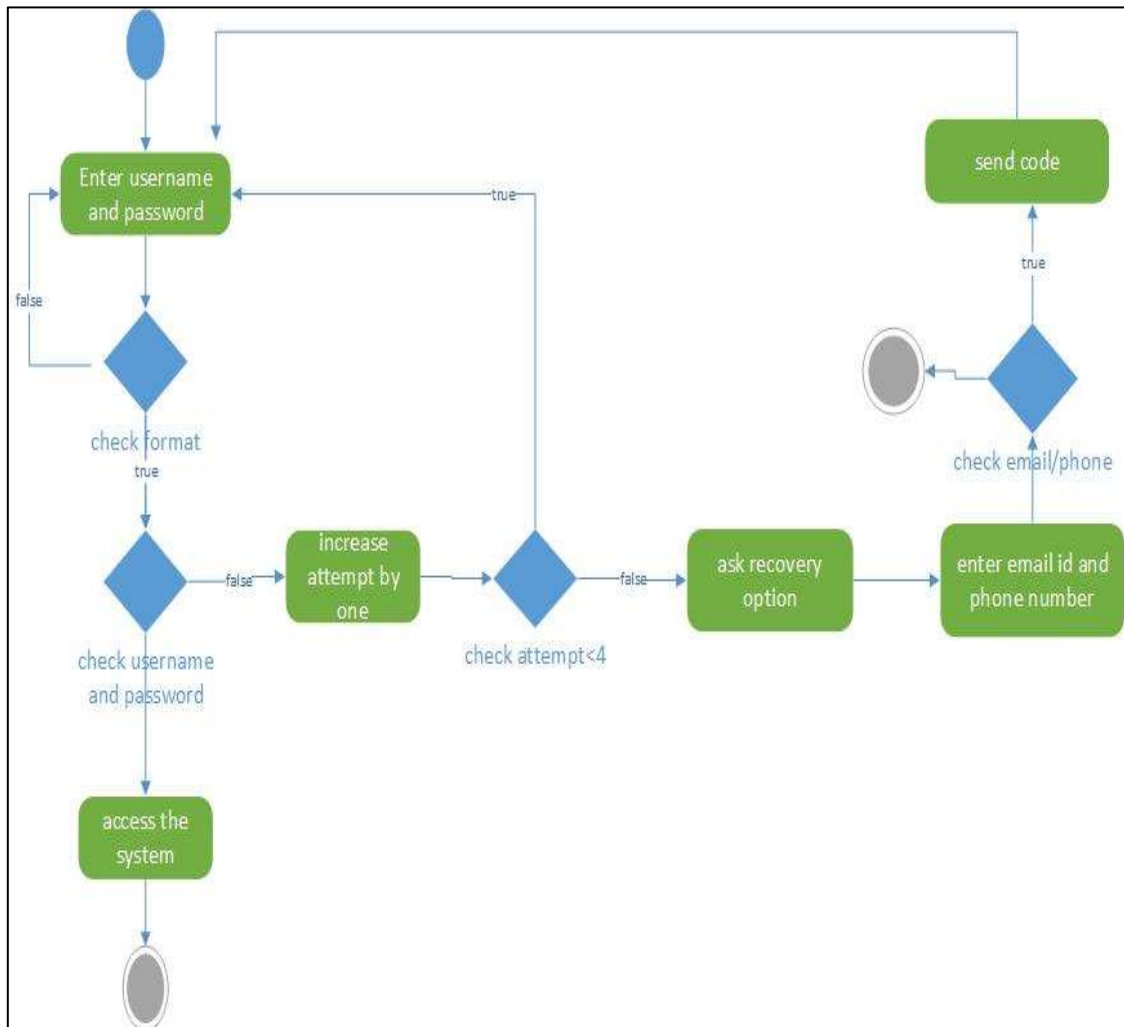 send code
Enter username
and password
true
false
true
check format
check email/phone
true
increase
attempt by
one
false
false
ask recovery
option
enter email id and
phone number
check username
and password
check attempt<4
access the
system